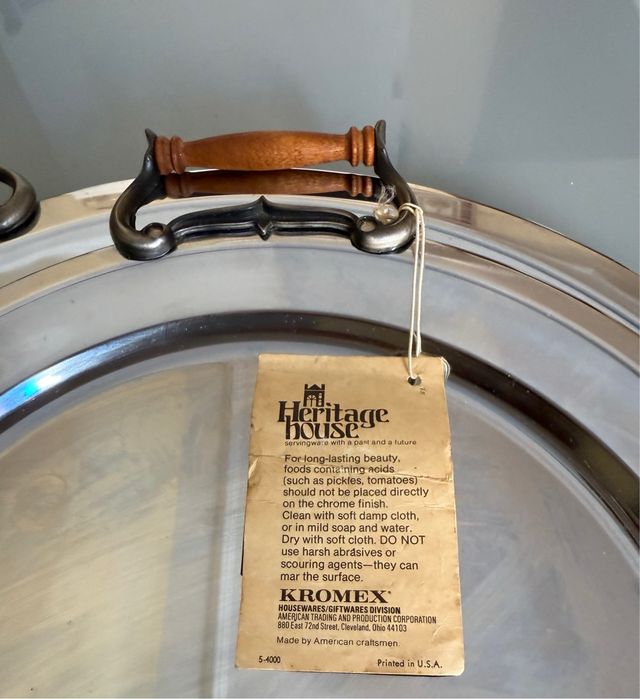 Heritage
house
servingware with a past and a future
For long-lasting beauty,
foods containing acids
(such as pickles, tomatoes)
should not be placed directly
on the chrome finish.
Clean with soft damp cloth,
or in mild soap and water.
Dry with soft cloth. DO NOT
use harsh abrasives or
scouring agents—they can
mar the surface.
KROMEX®
HOUSEWARES/GIFTWARES DIVISION
AMERICAN TRADING AND PRODUCTION CORPORATION
880 East 72nd Street, Cleveland, Ohio 44103
Made by American craftsmen.
5-4000 Printed in U.S.A.